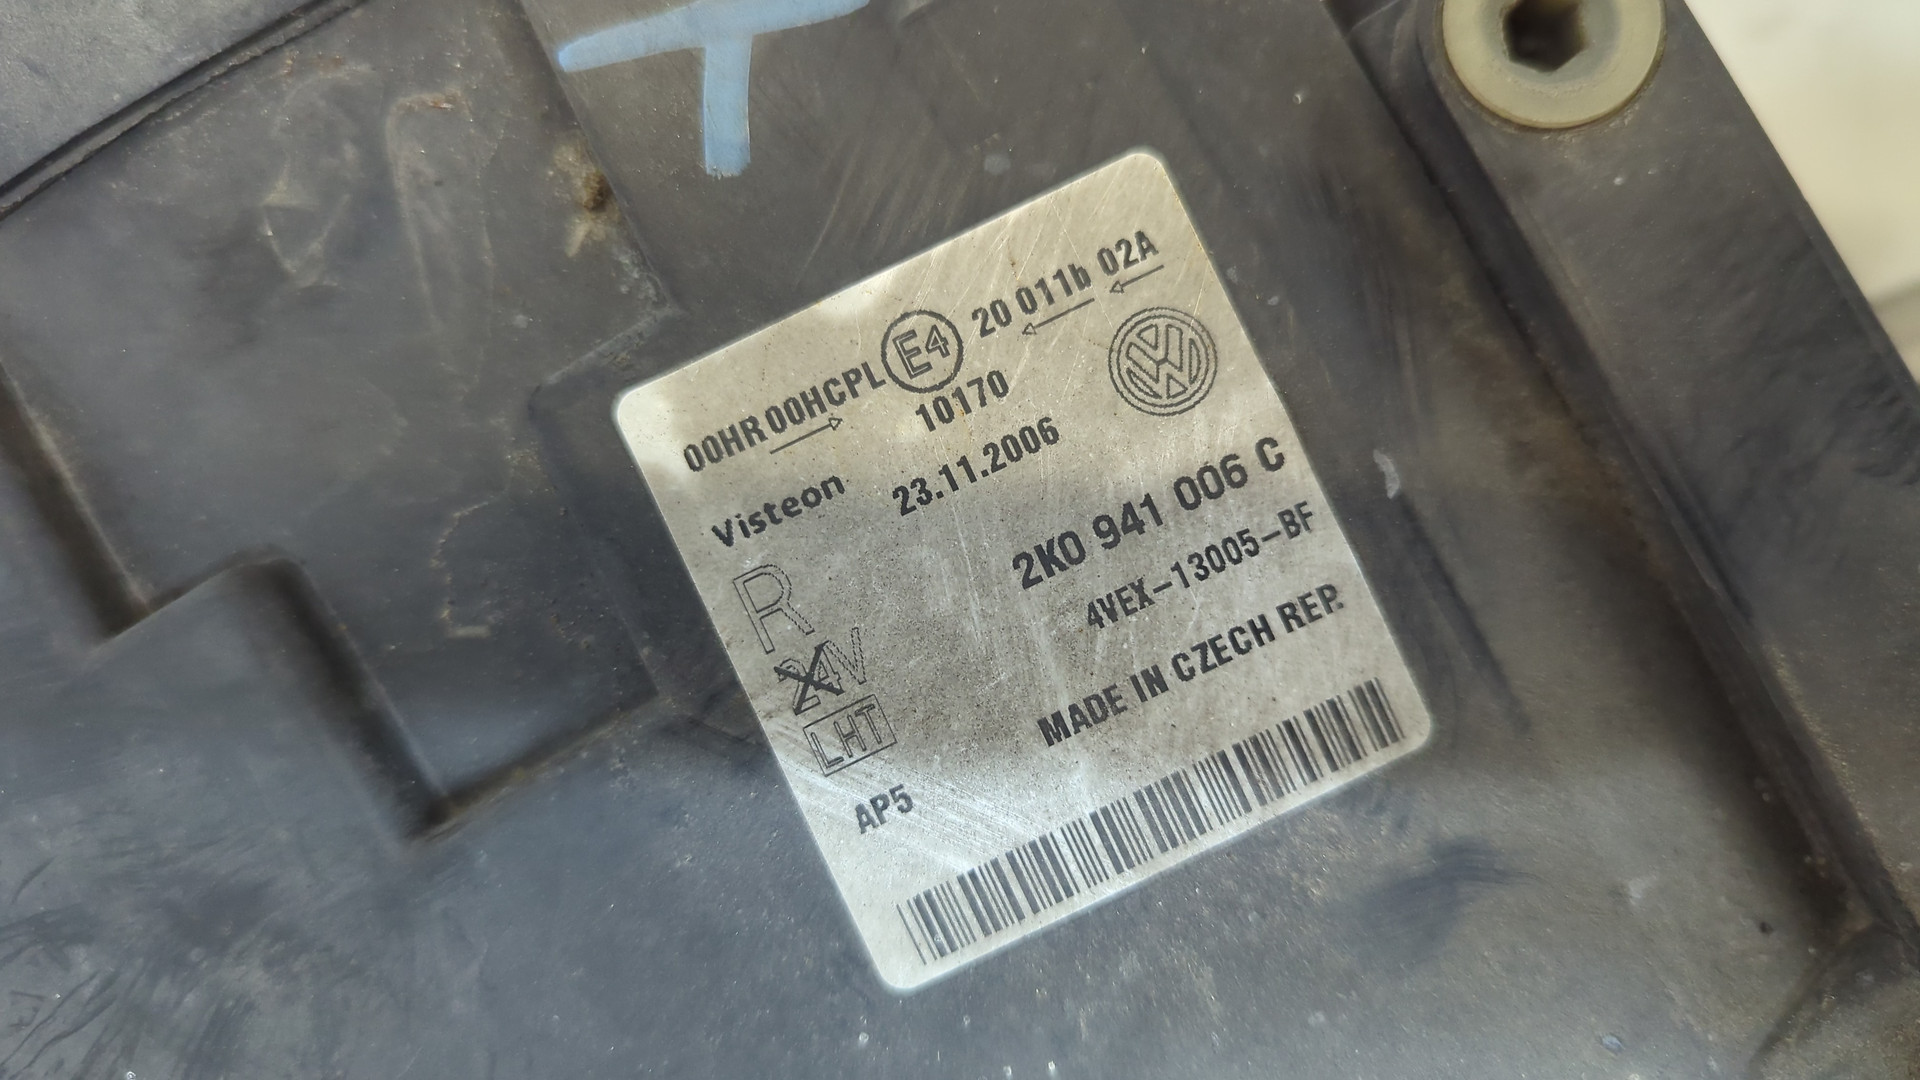 00HR 00HCPL E4 20 011b 02A
10170
Visteon 23.11.2006
2K0 941 006 C
R 4VEX-13005-BF
24V
LHT MADE IN CZECH REP.
AP5